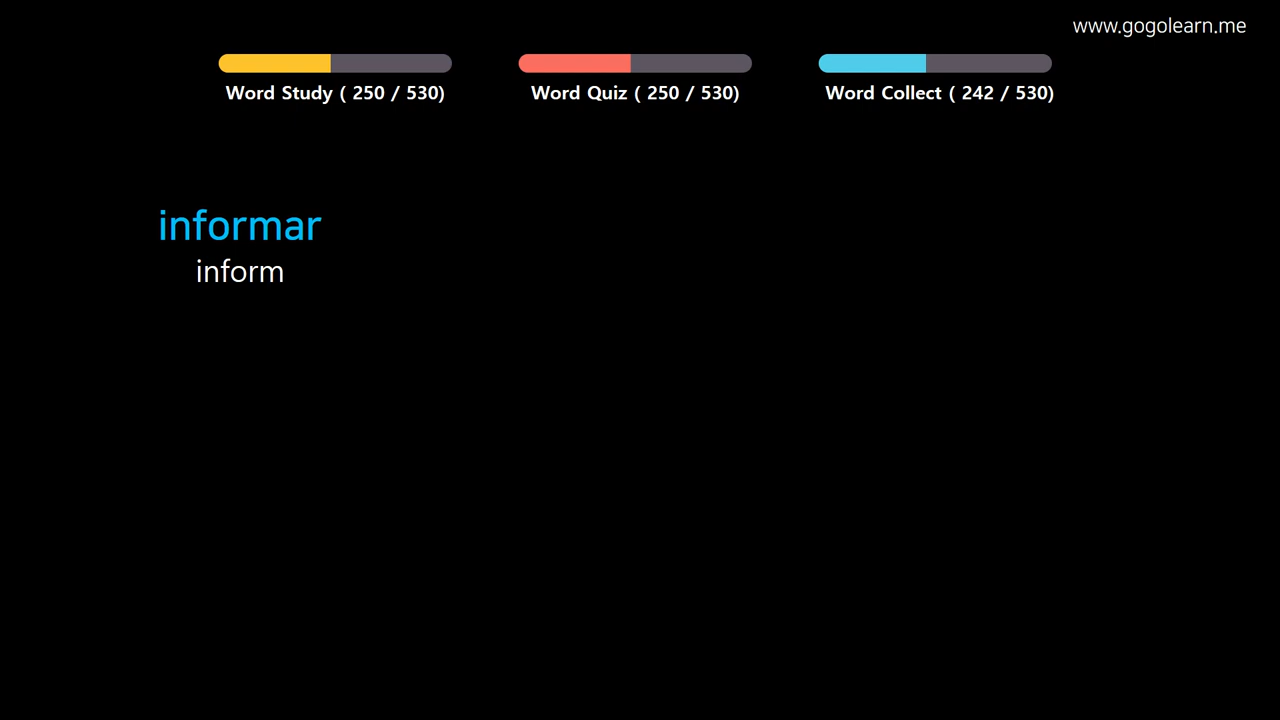 www.gogolearn.me
Word Study ( 250 / 530)
Word Quiz ( 250 / 530)
Word Collect ( 242 / 530)
informar
inform